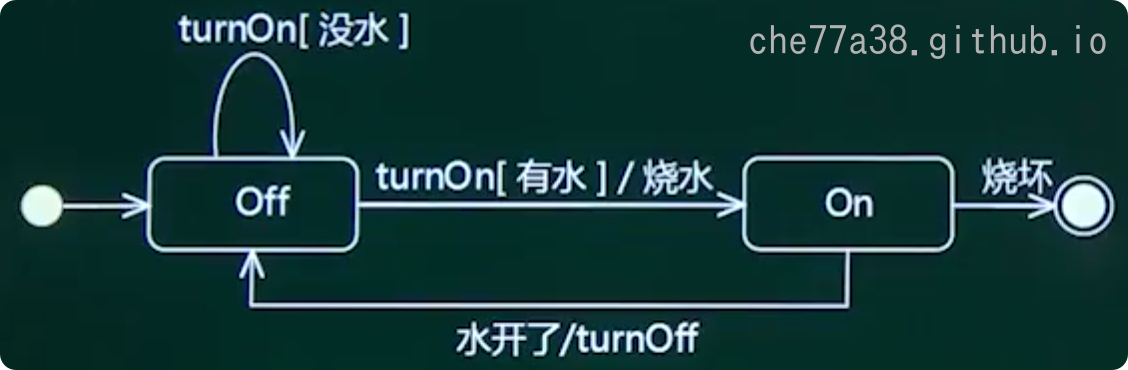 turnOn[ 没水 ]
che77a38.github.io
turnOn[ 有水 ] / 烧水
烧坏
Off
On
水开了/turnOff